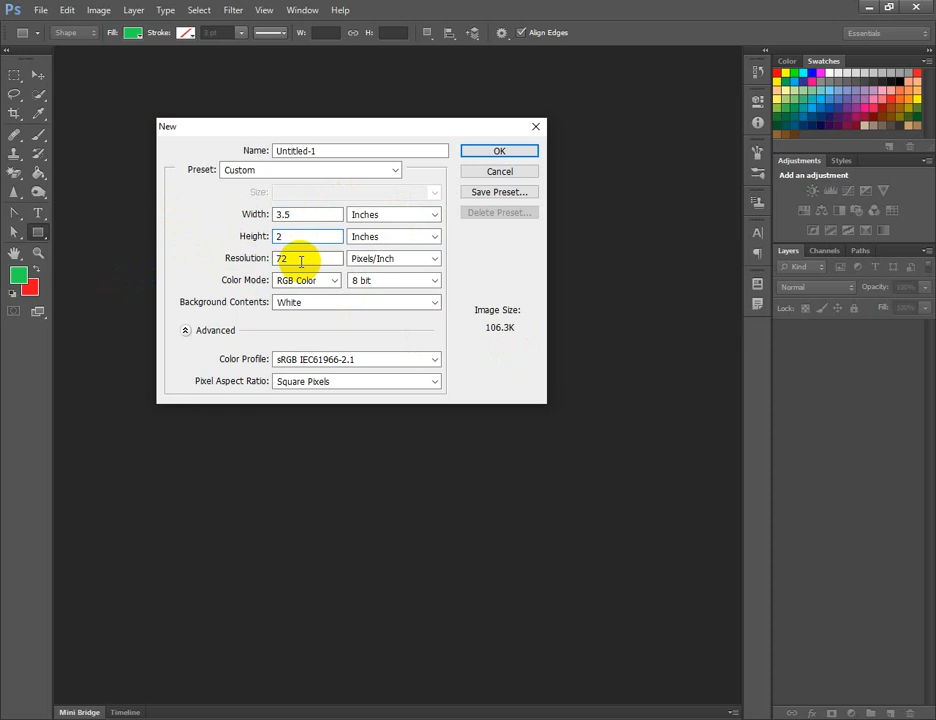 Ps File Edit Image Layer Type Select Filter View Window Help
Shape Fill: Stroke: 3 pt W: H: Align Edges Essentials
Color Swatches
New
Name: Untitled-1 OK
Preset: Custom Cancel
Size: Save Preset...
Width: 3.5 Inches Delete Preset...
Height: 2 Inches
Resolution: 72 Pixels/Inch
Color Mode: RGB Color 8 bit
Background Contents: White
Image Size:
106.3K
Advanced
Color Profile: sRGB IEC61966-2.1
Pixel Aspect Ratio: Square Pixels
Adjustments Styles
Add an adjustment
Layers Channels Paths
Kind
Normal Opacity: 100%
Lock: Fill: 100%
Mini Bridge Timeline